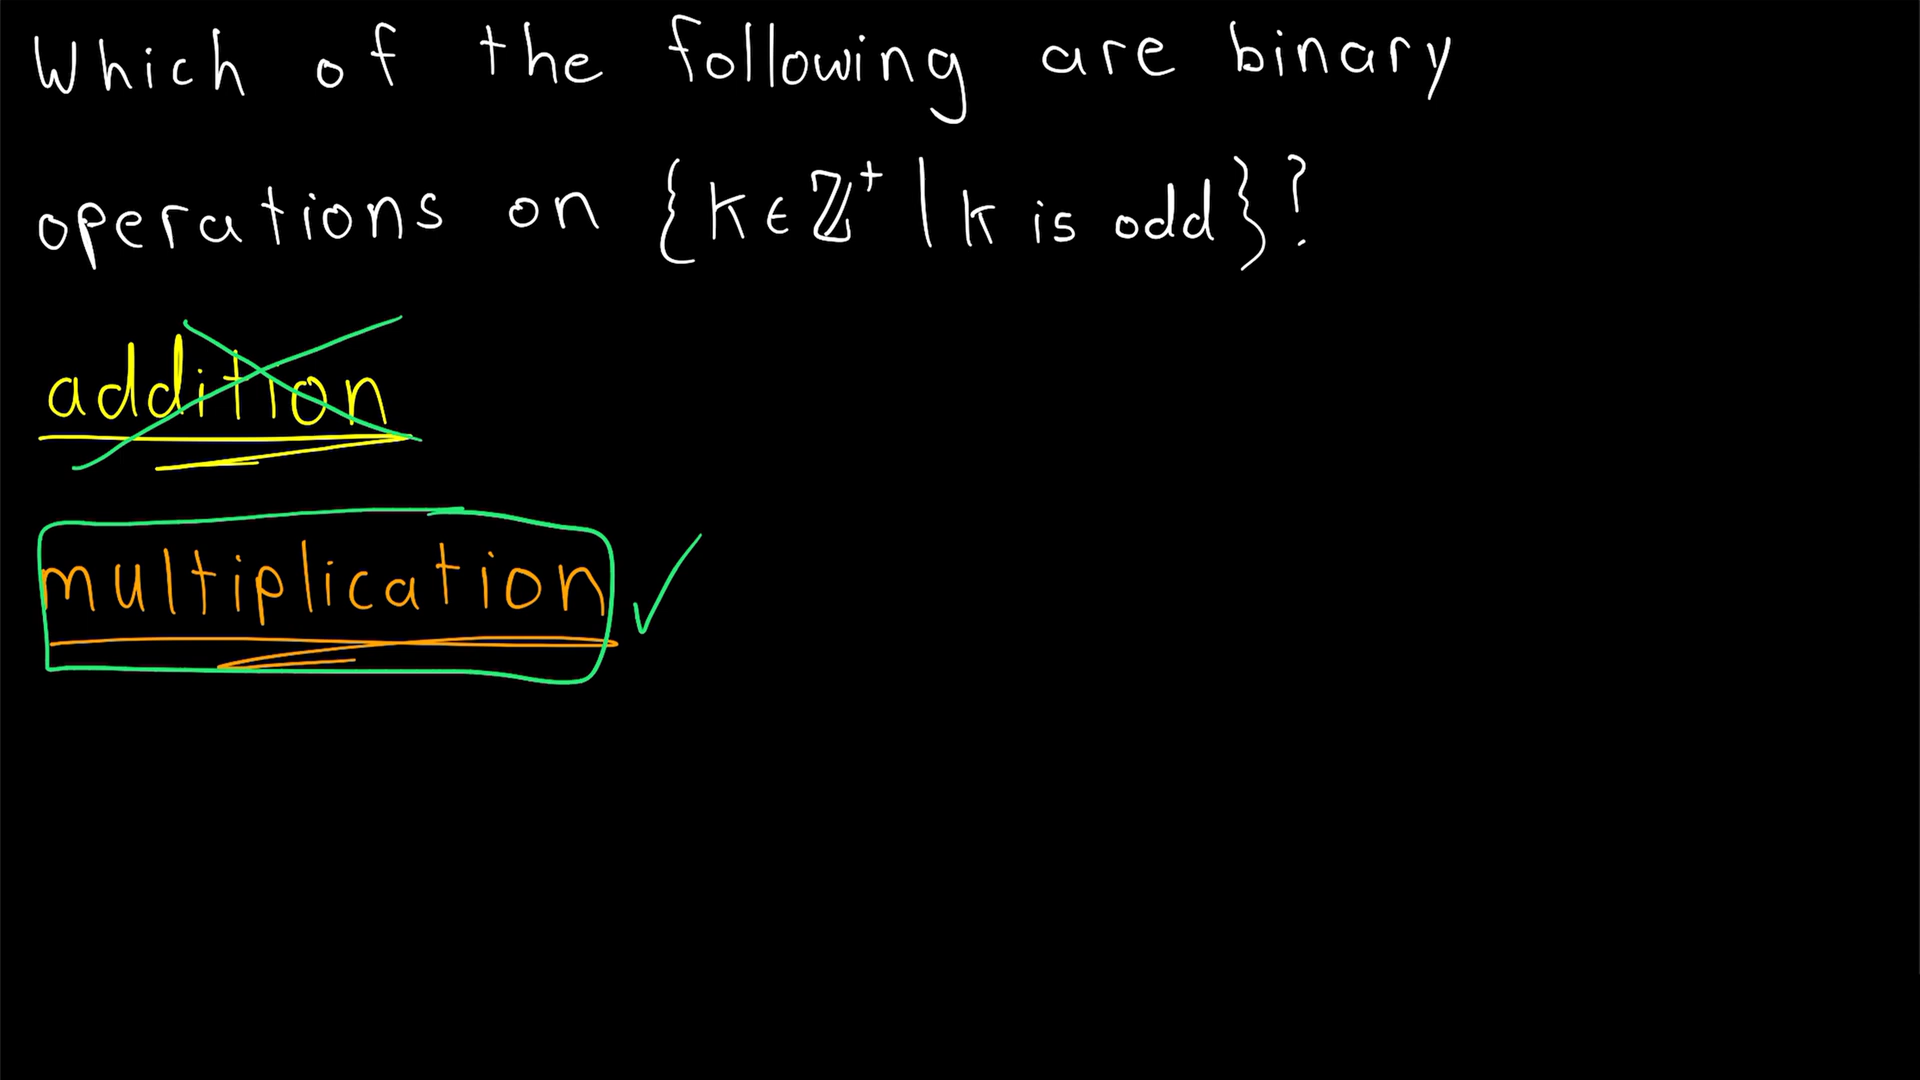 Which of the following are binary
operations on {k ∈ ℤ⁺ | k is odd}?
addition
multiplication